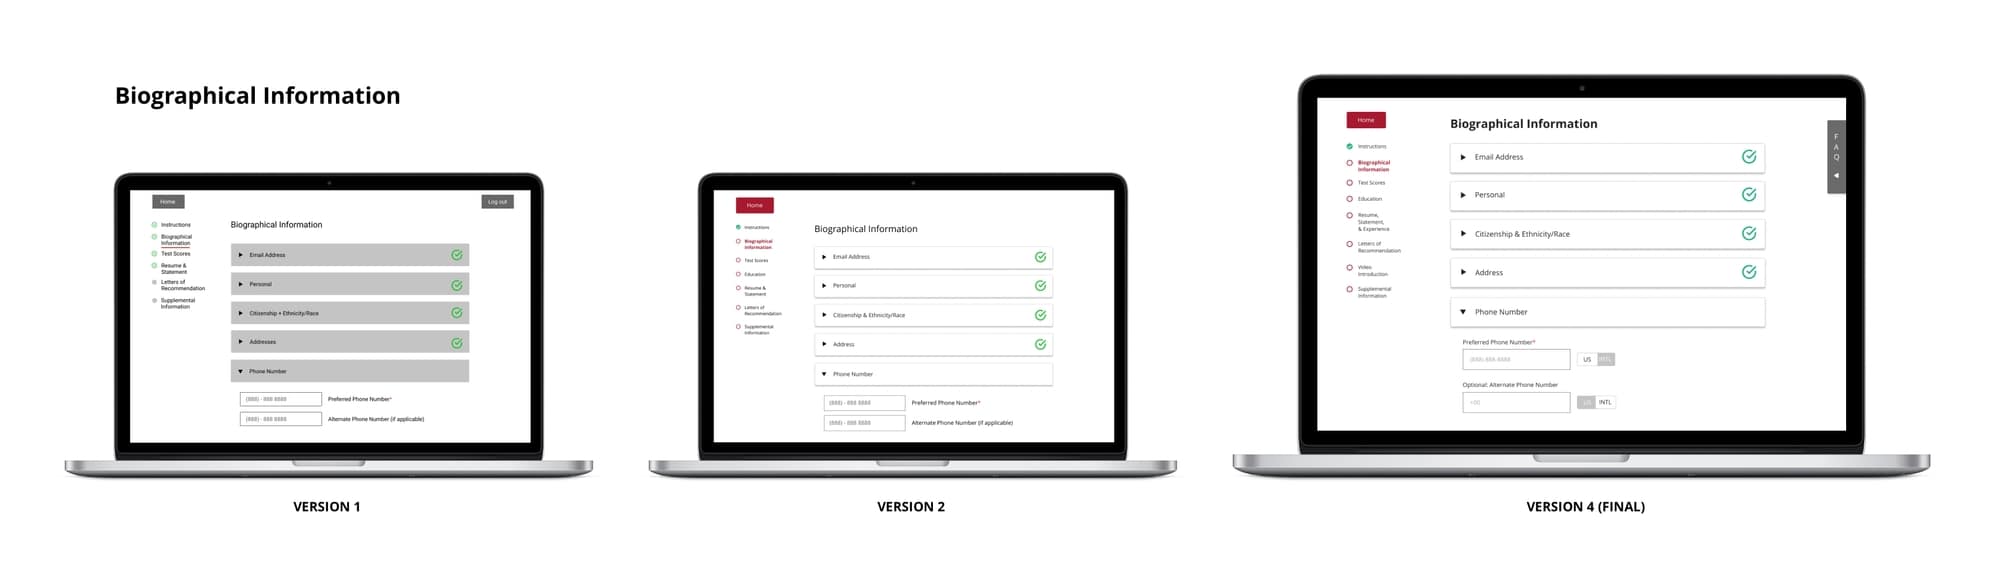 Biographical Information
Home
Log out
Instructions
Biographical
Information
Test Scores
Resume &
Statement
Letters of
Recommendation
Supplemental
Information
Biographical Information
Email Address
Personal
Citizenship + Ethnicity/Race
Addresses
Phone Number
(888) - 888 8888
Preferred Phone Number*
(888) - 888 8888
Alternate Phone Number (if applicable)
VERSION 1
Home
Instructions
Biographical
Information
Test Scores
Education
Resume &
Statement
Letters of
Recommendation
Supplemental
Information
Biographical Information
Email Address
Personal
Citizenship & Ethnicity/Race
Address
Phone Number
(888) - 888 8888
Preferred Phone Number*
(888) - 888 8888
Alternate Phone Number (if applicable)
VERSION 2
Home
Instructions
Biographical
Information
Test Scores
Education
Resume,
Statement,
& Experience
Letters of
Recommendation
Video
Introduction
Supplemental
Information
Biographical Information
Email Address
Personal
Citizenship & Ethnicity/Race
Address
Phone Number
Preferred Phone Number*
(888) 888 8888
US INTL
Optional: Alternate Phone Number
+00
US INTL
FAQ
VERSION 4 (FINAL)